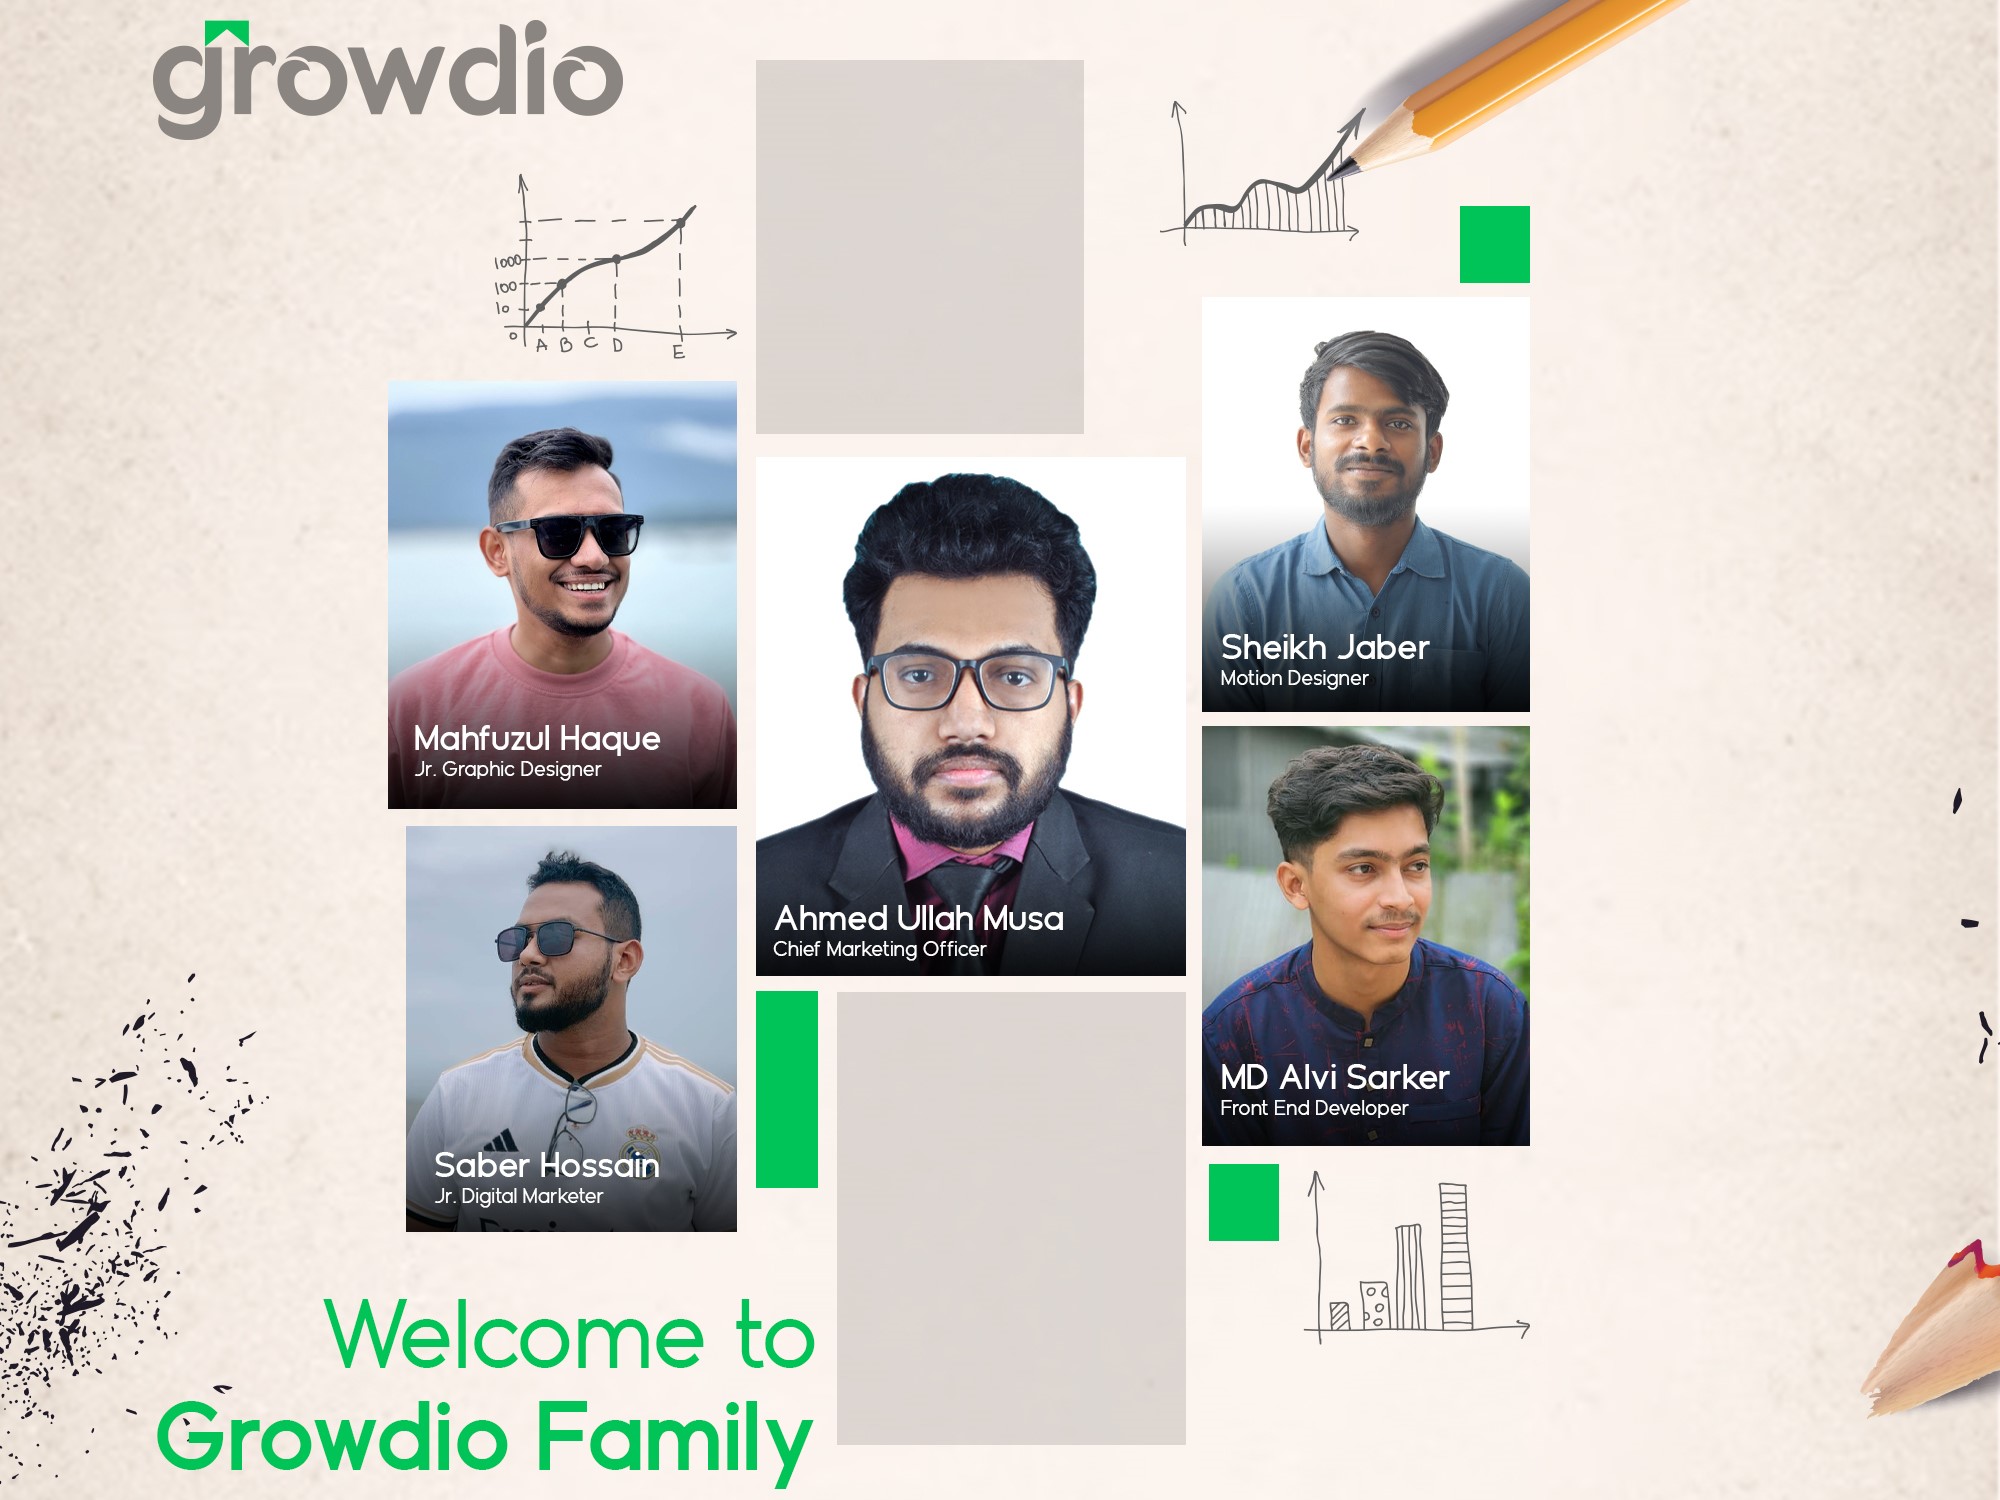 growdio
1000
100
10
0
A B C D E
Mahfuzul Haque
Jr. Graphic Designer
Sheikh Jaber
Motion Designer
Ahmed Ullah Musa
Chief Marketing Officer
Saber Hossain
Jr. Digital Marketer
MD Alvi Sarker
Front End Developer
Welcome to
Growdio Family